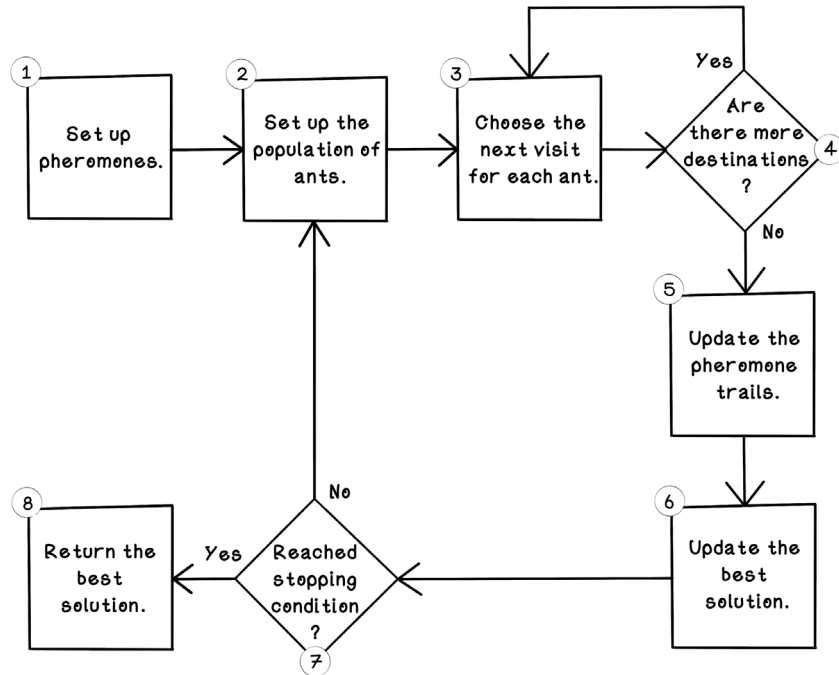 1
Set up
pheromones.
2
Set up the
population of
ants.
3
Choose the
next visit
for each ant.
Yes
Are
there more
destinations
?
4
No
5
Update the
pheromone
trails.
6
Update the
best
solution.
No
Reached
stopping
condition
?
7
Yes
8
Return the
best
solution.